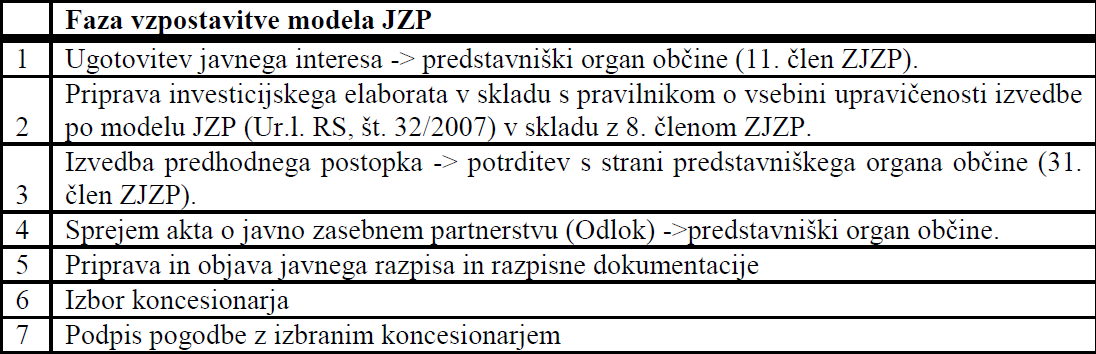 Faza vzpostavitve modela JZP
1 Ugotovitev javnega interesa -> predstavniški organ občine (11. člen ZJZP).
Priprava investicijskega elaborata v skladu s pravilnikom o vsebini upravičenosti izvedbe
2 po modelu JZP (Ur.l. RS, št. 32/2007) v skladu z 8. členom ZJZP.
Izvedba predhodnega postopka -> potrditev s strani predstavniškega organa občine (31.
3 člen ZJZP).
4 Sprejem akta o javno zasebnem partnerstvu (Odlok) ->predstavniški organ občine.
5 Priprava in objava javnega razpisa in razpisne dokumentacije
6 Izbor koncesionarja
7 Podpis pogodbe z izbranim koncesionarjem